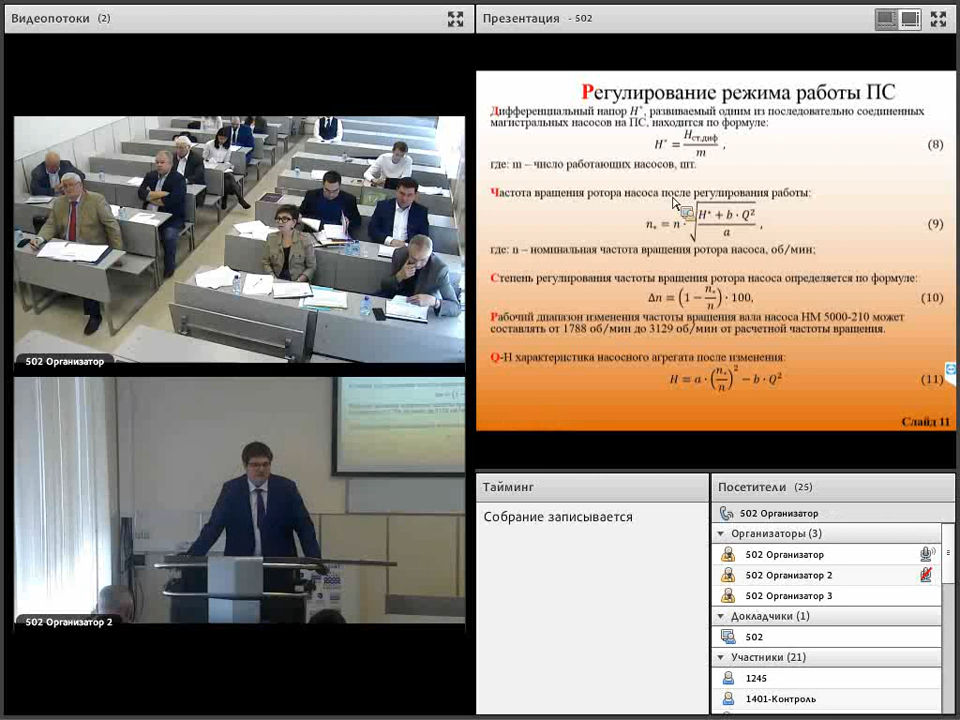 Видеопотоки (2)
502 Организатор
502 Организатор 2
Презентация - 502
Регулирование режима работы ПС
Дифференциальный напор H*, развиваемый одним из последовательно соединенных
магистральных насосов на ПС, находится по формуле:
H* = Hст.диф / m , (8)
где: m – число работающих насосов, шт.
Частота вращения ротора насоса после регулирования работы:
n* = n · √((H* + b · Q²) / a) , (9)
где: n – номинальная частота вращения ротора насоса, об/мин;
Степень регулирования частоты вращения ротора насоса определяется по формуле:
Δn = (1 − n*/n) · 100, (10)
Рабочий диапазон изменения частоты вращения вала насоса НМ 5000-210 может
составлять от 1788 об/мин до 3129 об/мин от расчетной частоты вращения.
Q-H характеристика насосного агрегата после изменения:
H = a · (n*/n)² − b · Q² (11)
Слайд 11
Тайминг
Собрание записывается
Посетители (25)
502 Организатор
Организаторы (3)
502 Организатор
502 Организатор 2
502 Организатор 3
Докладчики (1)
502
Участники (21)
1245
1401-Контроль